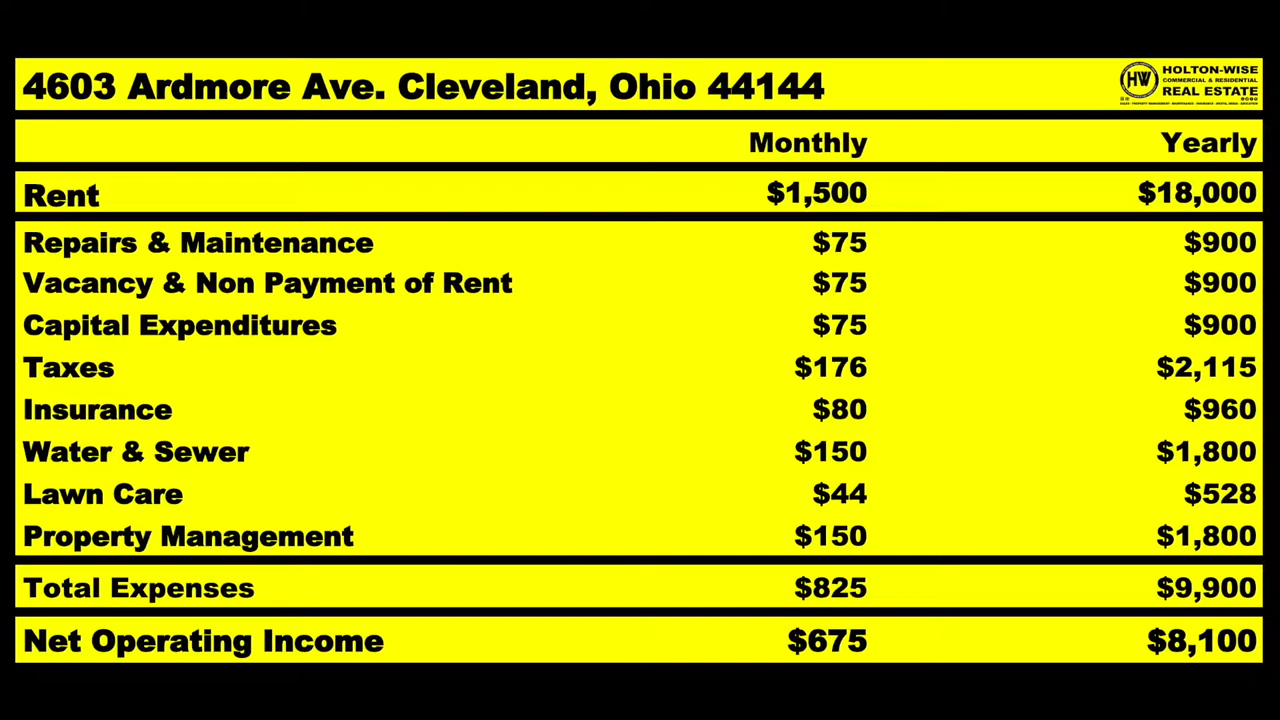 4603 Ardmore Ave. Cleveland, Ohio 44144
HOLTON-WISE
COMMERCIAL & RESIDENTIAL
REAL ESTATE
HW
Monthly Yearly
Rent $1,500 $18,000
Repairs & Maintenance $75 $900
Vacancy & Non Payment of Rent $75 $900
Capital Expenditures $75 $900
Taxes $176 $2,115
Insurance $80 $960
Water & Sewer $150 $1,800
Lawn Care $44 $528
Property Management $150 $1,800
Total Expenses $825 $9,900
Net Operating Income $675 $8,100